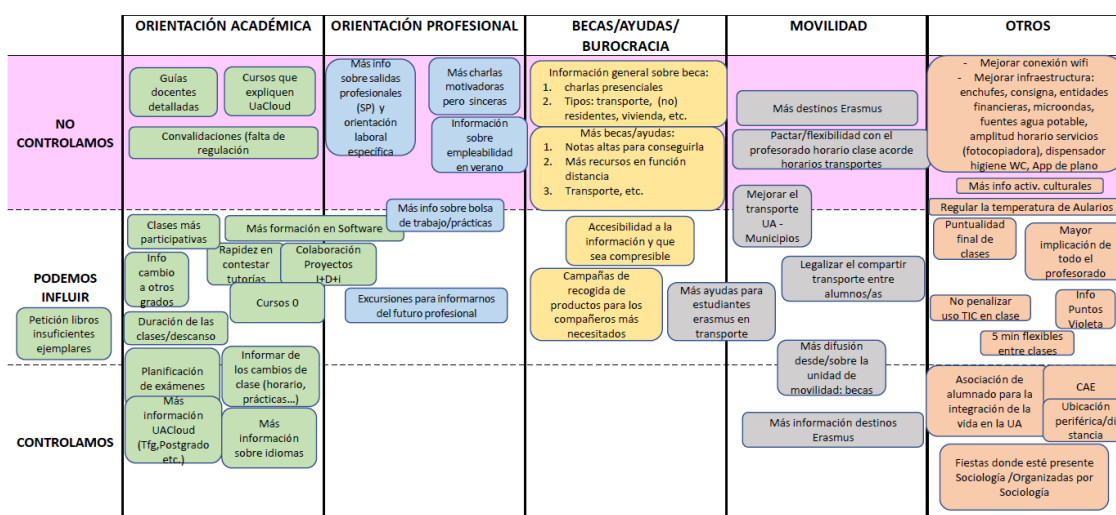 ORIENTACIÓN ACADÉMICA
ORIENTACIÓN PROFESIONAL
BECAS/AYUDAS/
BUROCRACIA
MOVILIDAD
OTROS
NO
CONTROLAMOS
Guías
docentes
detalladas
Cursos que
expliquen
UaCloud
Convalidaciones (falta de
regulación
Más info
sobre salidas
profesionales
(SP) y
orientación
laboral
específica
Más charlas
motivadoras
pero sinceras
Información
sobre
empleabilidad
en verano
Información general sobre beca:
1. charlas presenciales
2. Tipos: transporte, (no)
residentes, vivienda, etc.
Más becas/ayudas:
1. Notas altas para conseguirla
2. Más recursos en función
distancia
3. Transporte, etc.
Más destinos Erasmus
Pactar/flexibilidad con el
profesorado horario clase acorde
horarios transportes
Mejorar el
transporte
UA -
Municipios
- Mejorar conexión wifi
- Mejorar infraestructura:
enchufes, consigna, entidades
financieras, microondas,
fuentes agua potable,
amplitud horario servicios
(fotocopiadora), dispensador
higiene WC, App de plano
Más info activ. culturales
Regular la temperatura de Aularios
PODEMOS
INFLUIR
Petición libros
insuficientes
ejemplares
Clases más
participativas
Más formación en Software
Info
cambio
a otros
grados
Rapidez en
contestar
tutorías
Colaboración
Proyectos
I+D+i
Cursos 0
Duración de las
clases/descanso
Más info sobre bolsa
de trabajo/prácticas
Excursiones para informarnos
del futuro profesional
Accesibilidad a la
información y que
sea compresible
Campañas de
recogida de
productos para los
compañeros más
necesitados
Más ayudas para
estudiantes
erasmus en
transporte
Legalizar el compartir
transporte entre
alumnos/as
Más difusión
desde/sobre la
unidad de
movilidad: becas
Puntualidad
final de
clases
Mayor
implicación de
todo el
profesorado
No penalizar
uso TIC en clase
Info
Puntos
Violeta
5 min flexibles
entre clases
CONTROLAMOS
Planificación
de exámenes
Informar de
los cambios de
clase (horario,
prácticas...)
Más
información
UACloud
(Tfg,Postgrado
etc.)
Más
información
sobre idiomas
Más información destinos
Erasmus
Asociación de
alumnado para la
integración de la
vida en la UA
CAE
Ubicación
periférica/di
stancia
Fiestas donde esté presente
Sociología /Organizadas por
Sociología